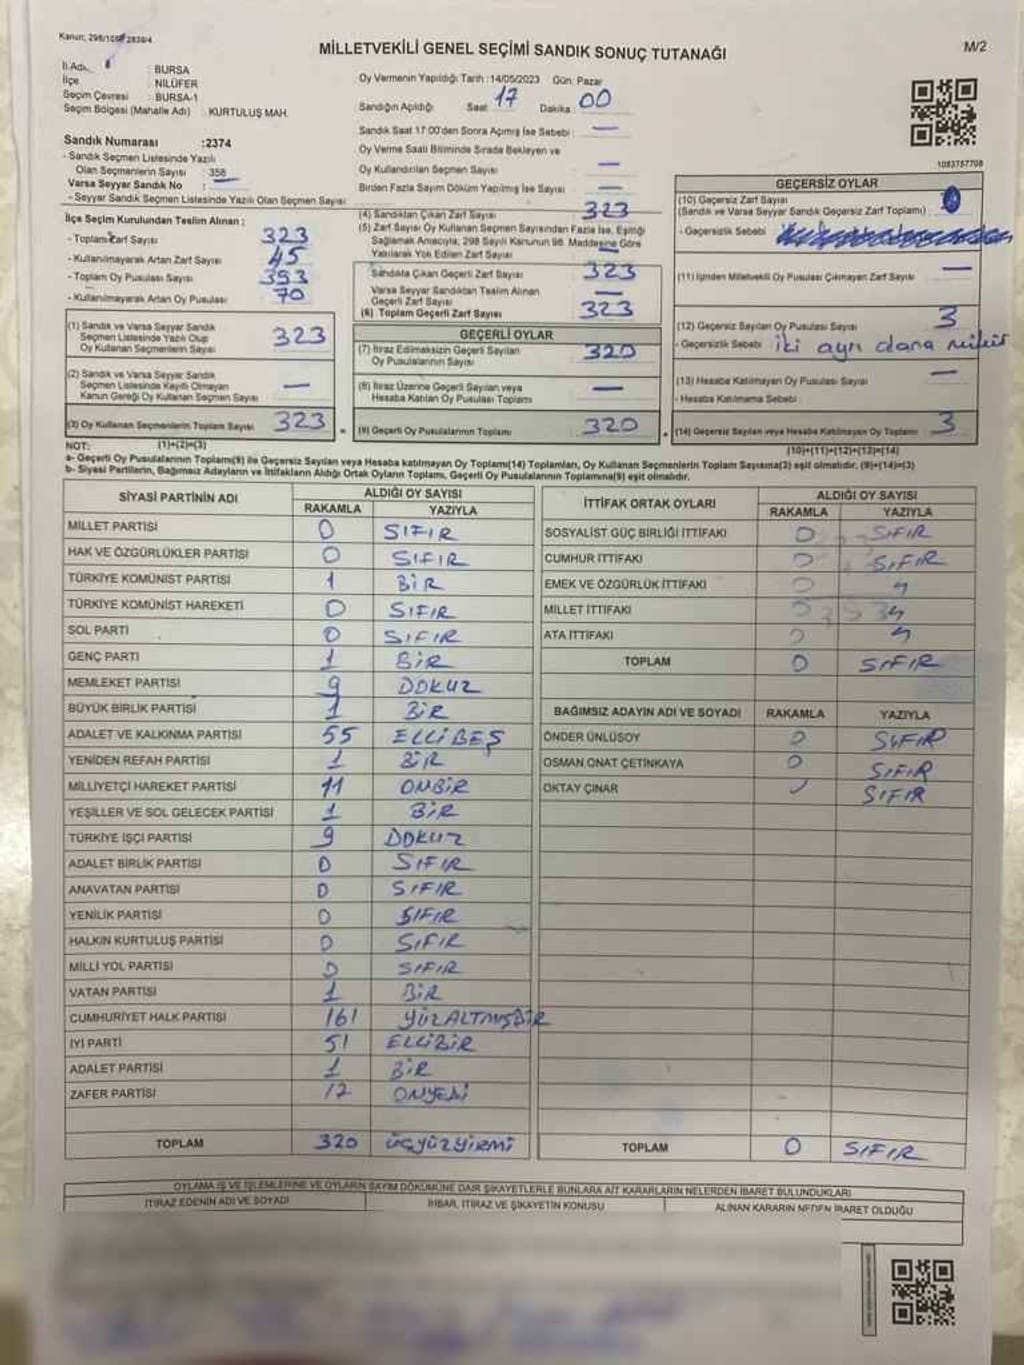 Kanun; 298/105# 2839/4
MİLLETVEKİLİ GENEL SEÇİMİ SANDIK SONUÇ TUTANAĞI
M/2
İl Adı : BURSA
İlçe : NİLÜFER
Seçim Çevresi : BURSA-1
Seçim Bölgesi (Mahalle Adı) : KURTULUŞ MAH.
Oy Vermenin Yapıldığı Tarih :14/05/2023 Gün: Pazar
Sandığın Açıldığı Saat: 17 Dakika: 00
Sandık Saat 17:00'den Sonra Açımış İse Sebebi : —
Oy Verme Saati Bitiminde Sırada Bekleyen ve
Oy Kullandırılan Seçmen Sayısı : —
Birden Fazla Sayım Döküm Yapılmış İse Sayısı : —
1083757708
Sandık Numarası :2374
- Sandık Seçmen Listesinde Yazılı
Olan Seçmenlerin Sayısı : 358
Varsa Seyyar Sandık No : —
- Seyyar Sandık Seçmen Listesinde Yazılı Olan Seçmen Sayısı:
İlçe Seçim Kurulundan Teslim Alınan ;
- Toplam Zarf Sayısı : 323
- Kullanılmayarak Artan Zarf Sayısı : 45
- Toplam Oy Pusulası Sayısı : 393
- Kullanılmayarak Artan Oy Pusulası : 70
(1) Sandık ve Varsa Seyyar Sandık
Seçmen Listesinde Yazılı Olup
Oy Kullanan Seçmenlerin Sayısı : 323
(2) Sandık ve Varsa Seyyar Sandık
Seçmen Listesinde Kayıtlı Olmayan
Kanun Gereği Oy Kullanan Seçmen Sayısı : —
(3) Oy Kullanan Seçmenlerin Toplam Sayısı : 323
(1)+(2)=(3)
(4) Sandıktan Çıkan Zarf Sayısı : 323
(5) Zarf Sayısı Oy Kullanan Seçmen Sayısından Fazla İse, Eşitliği
Sağlamak Amacıyla; 298 Sayılı Kanunun 98. Maddesine Göre
Yakılarak Yok Edilen Zarf Sayısı : —
Sandıkta Çıkan Geçerli Zarf Sayısı : 323
Varsa Seyyar Sandıktan Teslim Alınan
Geçerli Zarf Sayısı : —
(6) Toplam Geçerli Zarf Sayısı : 323
GEÇERLİ OYLAR
(7) İtiraz Edilmeksizin Geçerli Sayılan
Oy Pusulalarının Sayısı : 320
(8) İtiraz Üzerine Geçerli Sayılan veya
Hesaba Katılan Oy Pusulası Toplamı : —
(9) Geçerli Oy Pusulalarının Toplamı : 320
GEÇERSİZ OYLAR
(10) Geçersiz Zarf Sayısı
(Sandık ve Varsa Seyyar Sandık Geçersiz Zarf Toplamı) :
- Geçersizlik Sebebi
(11) İçinden Milletvekili Oy Pusulası Çıkmayan Zarf Sayısı : —
(12) Geçersiz Sayılan Oy Pusulası Sayısı : 3
- Geçersizlik Sebebi : iki ayrı dana mühür
(13) Hesaba Katılmayan Oy Pusulası Sayısı : —
- Hesaba Katılmama Sebebi :
(14) Geçersiz Sayılan veya Hesaba Katılmayan Oy Toplamı : 3
(10)+(11)+(12)+(13)=(14)
NOT:
a- Geçerli Oy Pusulalarının Toplamı(9) ile Geçersiz Sayılan veya Hesaba katılmayan Oy Toplamı(14) Toplamları, Oy Kullanan Seçmenlerin Toplam Sayısına(3) eşit olmalıdır. (9)+(14)=(3)
b- Siyasi Partilerin, Bağımsız Adayların ve İttifakların Aldığı Ortak Oyların Toplamı, Geçerli Oy Pusulalarının Toplamına(9) eşit olmalıdır.
SİYASİ PARTİNİN ADI ALDIĞI OY SAYISI
RAKAMLA YAZIYLA
MİLLET PARTİSİ 0 SIFIR
HAK VE ÖZGÜRLÜKLER PARTİSİ 0 SIFIR
TÜRKİYE KOMÜNİST PARTİSİ 1 BİR
TÜRKİYE KOMÜNİST HAREKETİ 0 SIFIR
SOL PARTİ 0 SIFIR
GENÇ PARTİ 1 BİR
MEMLEKET PARTİSİ 9 DOKUZ
BÜYÜK BİRLİK PARTİSİ 1 BİR
ADALET VE KALKINMA PARTİSİ 55 ELLİBEŞ
YENİDEN REFAH PARTİSİ 1 BİR
MİLLİYETÇİ HAREKET PARTİSİ 11 ONBİR
YEŞİLLER VE SOL GELECEK PARTİSİ 1 BİR
TÜRKİYE İŞÇİ PARTİSİ 9 DOKUZ
ADALET BİRLİK PARTİSİ 0 SIFIR
ANAVATAN PARTİSİ 0 SIFIR
YENİLİK PARTİSİ 0 SIFIR
HALKIN KURTULUŞ PARTİSİ 0 SIFIR
MİLLİ YOL PARTİSİ 0 SIFIR
VATAN PARTİSİ 1 BİR
CUMHURİYET HALK PARTİSİ 161 YÜZALTMIŞBİR
İYİ PARTİ 51 ELLİBİR
ADALET PARTİSİ 1 BİR
ZAFER PARTİSİ 17 ONYEDİ
TOPLAM 320 ÜÇYÜZYİRMİ
İTTİFAK ORTAK OYLARI ALDIĞI OY SAYISI
RAKAMLA YAZIYLA
SOSYALİST GÜÇ BİRLİĞİ İTTİFAKI 0 SIFIR
CUMHUR İTTİFAKI 0 SIFIR
EMEK VE ÖZGÜRLÜK İTTİFAKI 0 "
MİLLET İTTİFAKI 0 "
ATA İTTİFAKI 0 "
TOPLAM 0 SIFIR
BAĞIMSIZ ADAYIN ADI VE SOYADI RAKAMLA YAZIYLA
ÖNDER ÜNLÜSOY 0 SIFIR
OSMAN ONAT ÇETİNKAYA 0 SIFIR
OKTAY ÇINAR 0 SIFIR
TOPLAM 0 SIFIR
OYLAMA İŞ VE İŞLEMLERİNE VE OYLARIN SAYIM DÖKÜMÜNE DAİR ŞİKAYETLERLE BUNLARA AİT KARARLARIN NELERDEN İBARET BULUNDUKLARI
İTİRAZ EDENİN ADI VE SOYADI
İHBAR, İTİRAZ VE ŞİKAYETİN KONUSU
ALINAN KARARIN NEDEN İBARET OLDUĞU